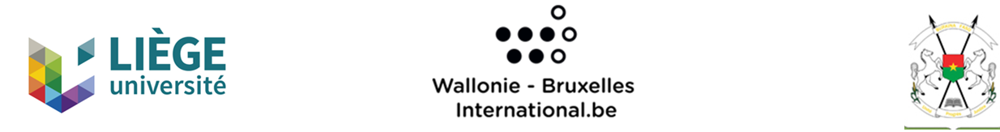 LIÈGE
université
Wallonie - Bruxelles
International.be